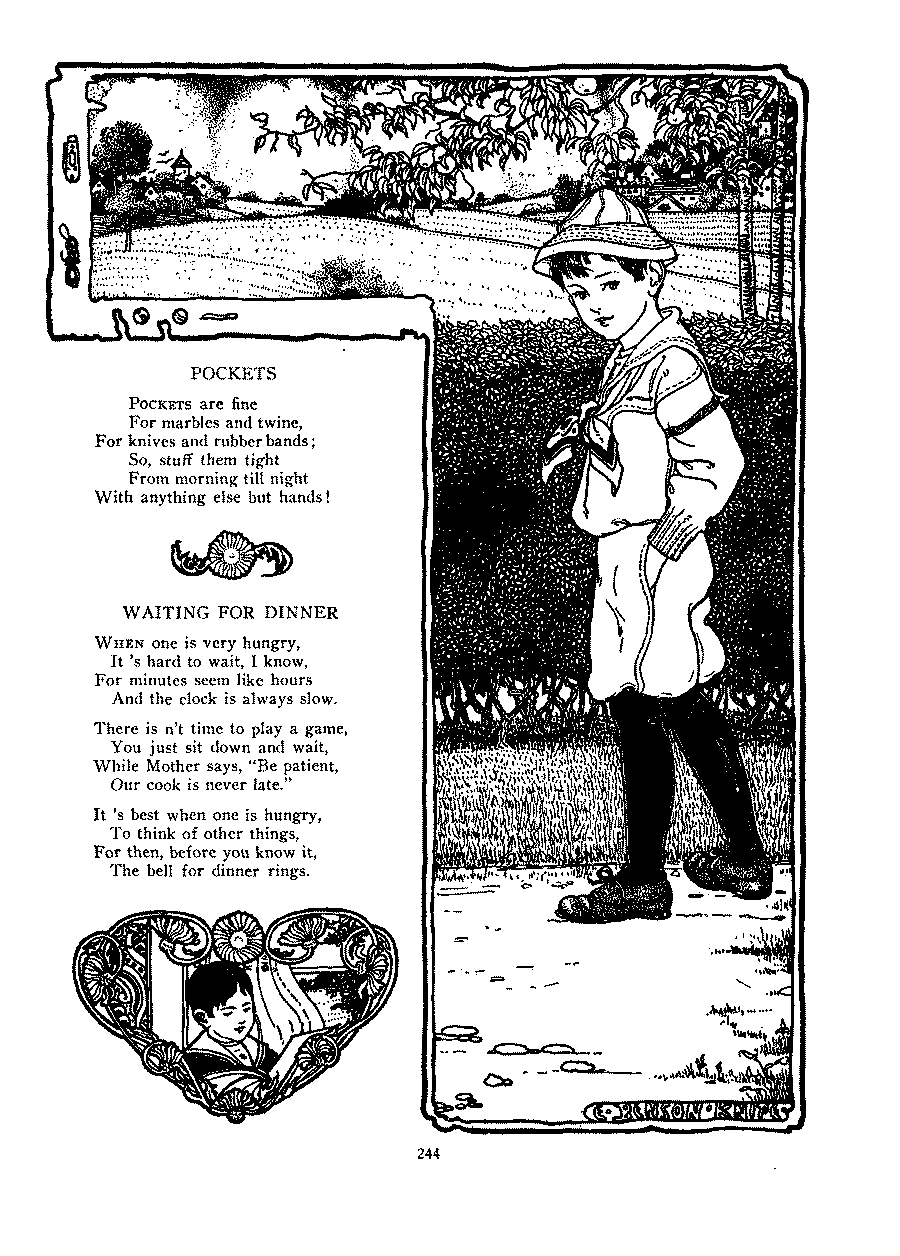 POCKETS
POCKETS are fine
For marbles and twine,
For knives and rubber bands;
So, stuff them tight
From morning till night
With anything else but hands!
WAITING FOR DINNER
WHEN one is very hungry,
It 's hard to wait, I know,
For minutes seem like hours
And the clock is always slow.
There is n't time to play a game,
You just sit down and wait,
While Mother says, "Be patient,
Our cook is never late."
It 's best when one is hungry,
To think of other things,
For then, before you know it,
The bell for dinner rings.
E·BENSON·KNIPE
244